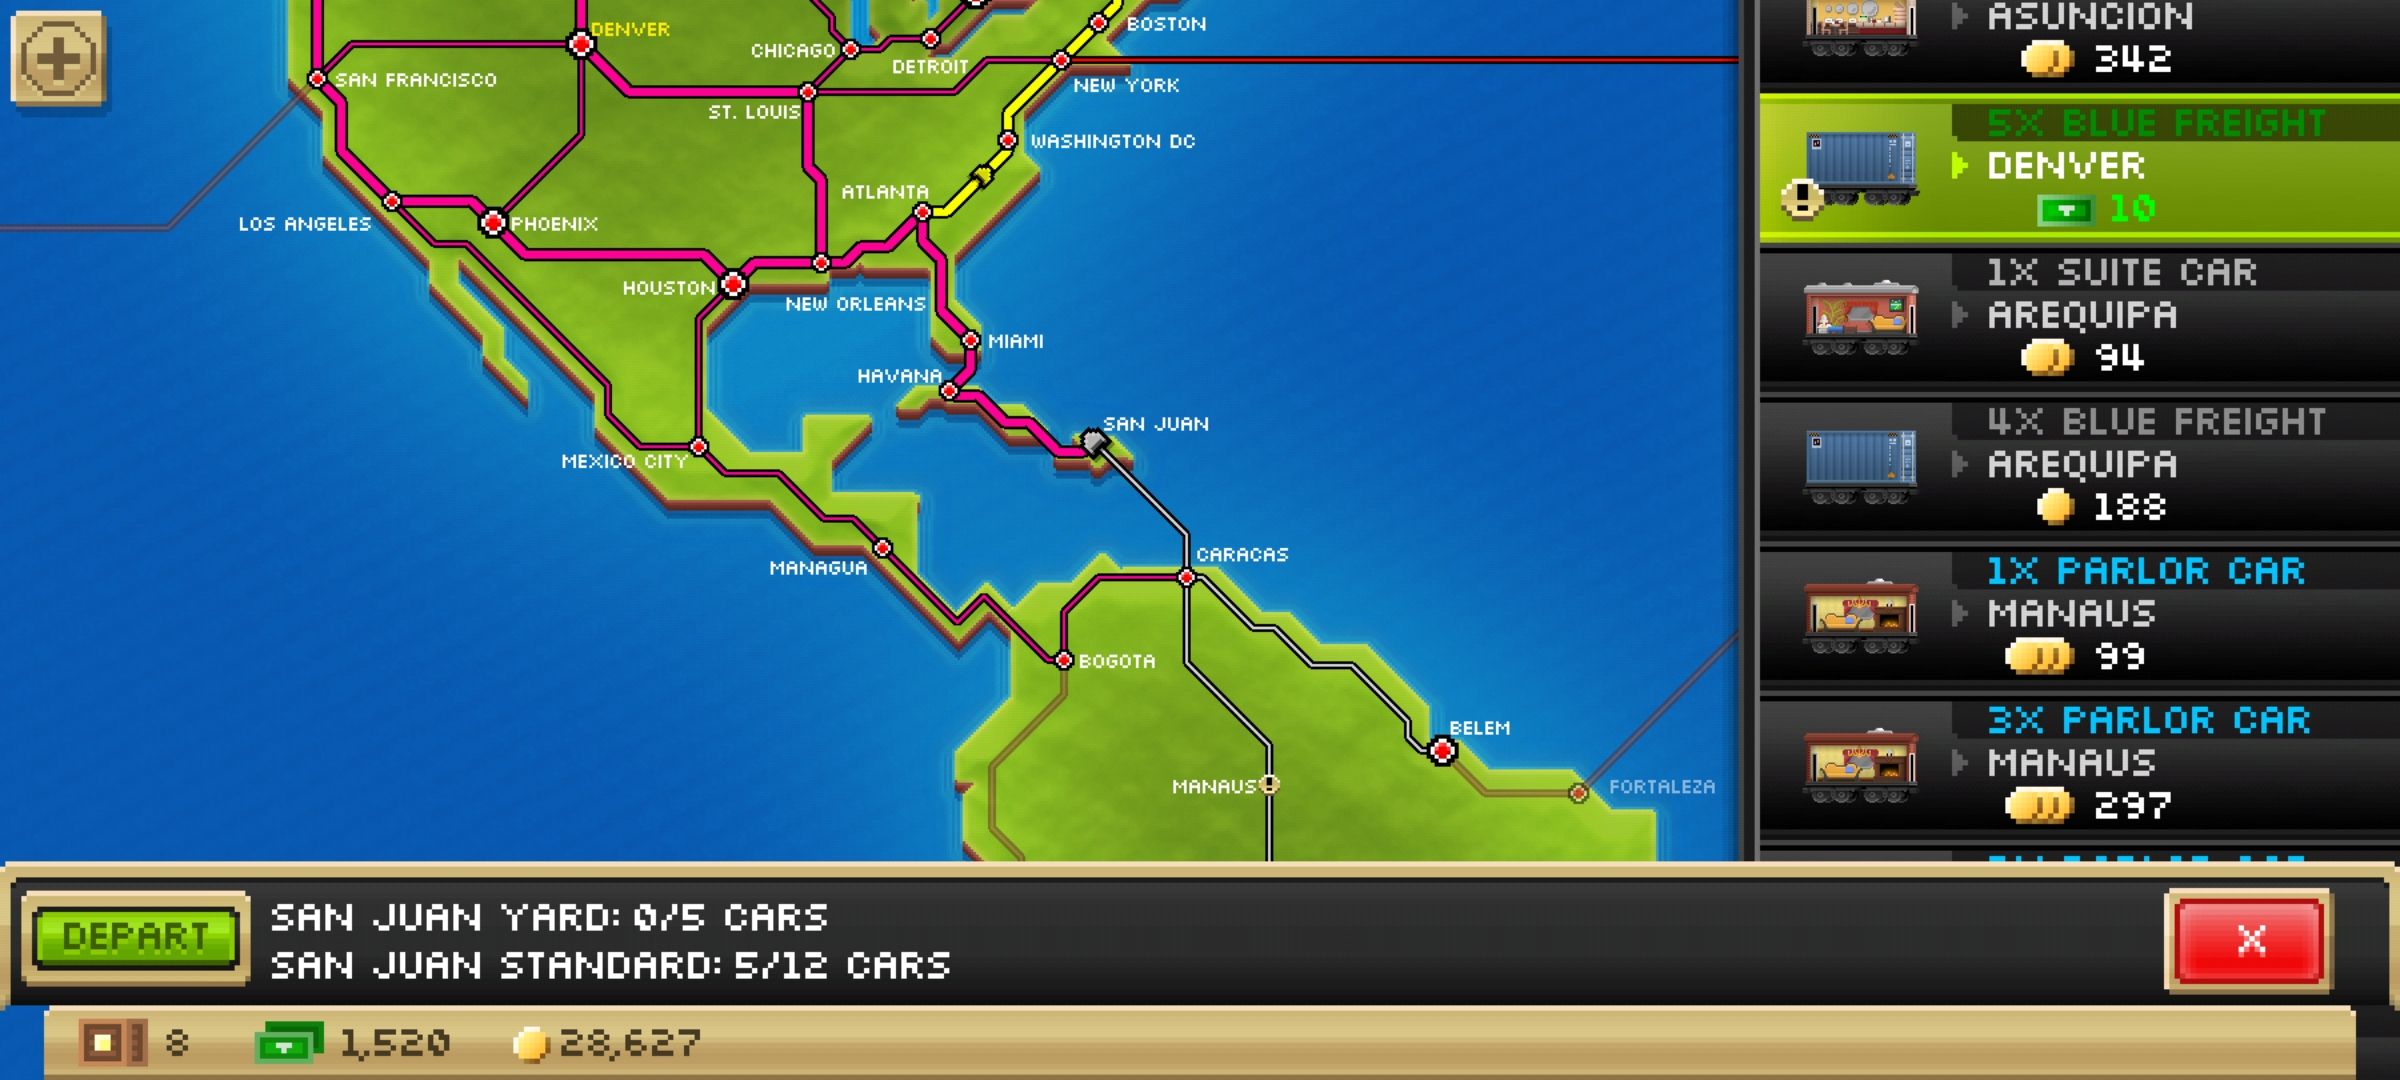 DENVER
BOSTON
CHICAGO
DETROIT
SAN FRANCISCO
NEW YORK
ST. LOUIS
WASHINGTON DC
ATLANTA
LOS ANGELES
PHOENIX
HOUSTON
NEW ORLEANS
MIAMI
HAVANA
SAN JUAN
MEXICO CITY
MANAGUA
CARACAS
BOGOTA
BELEM
MANAUS
FORTALEZA
ASUNCION
342
5X BLUE FREIGHT
DENVER
10
1X SUITE CAR
AREQUIPA
94
4X BLUE FREIGHT
AREQUIPA
188
1X PARLOR CAR
MANAUS
99
3X PARLOR CAR
MANAUS
297
DEPART
SAN JUAN YARD: 0/5 CARS
SAN JUAN STANDARD: 5/12 CARS
X
8
1,520
28,627